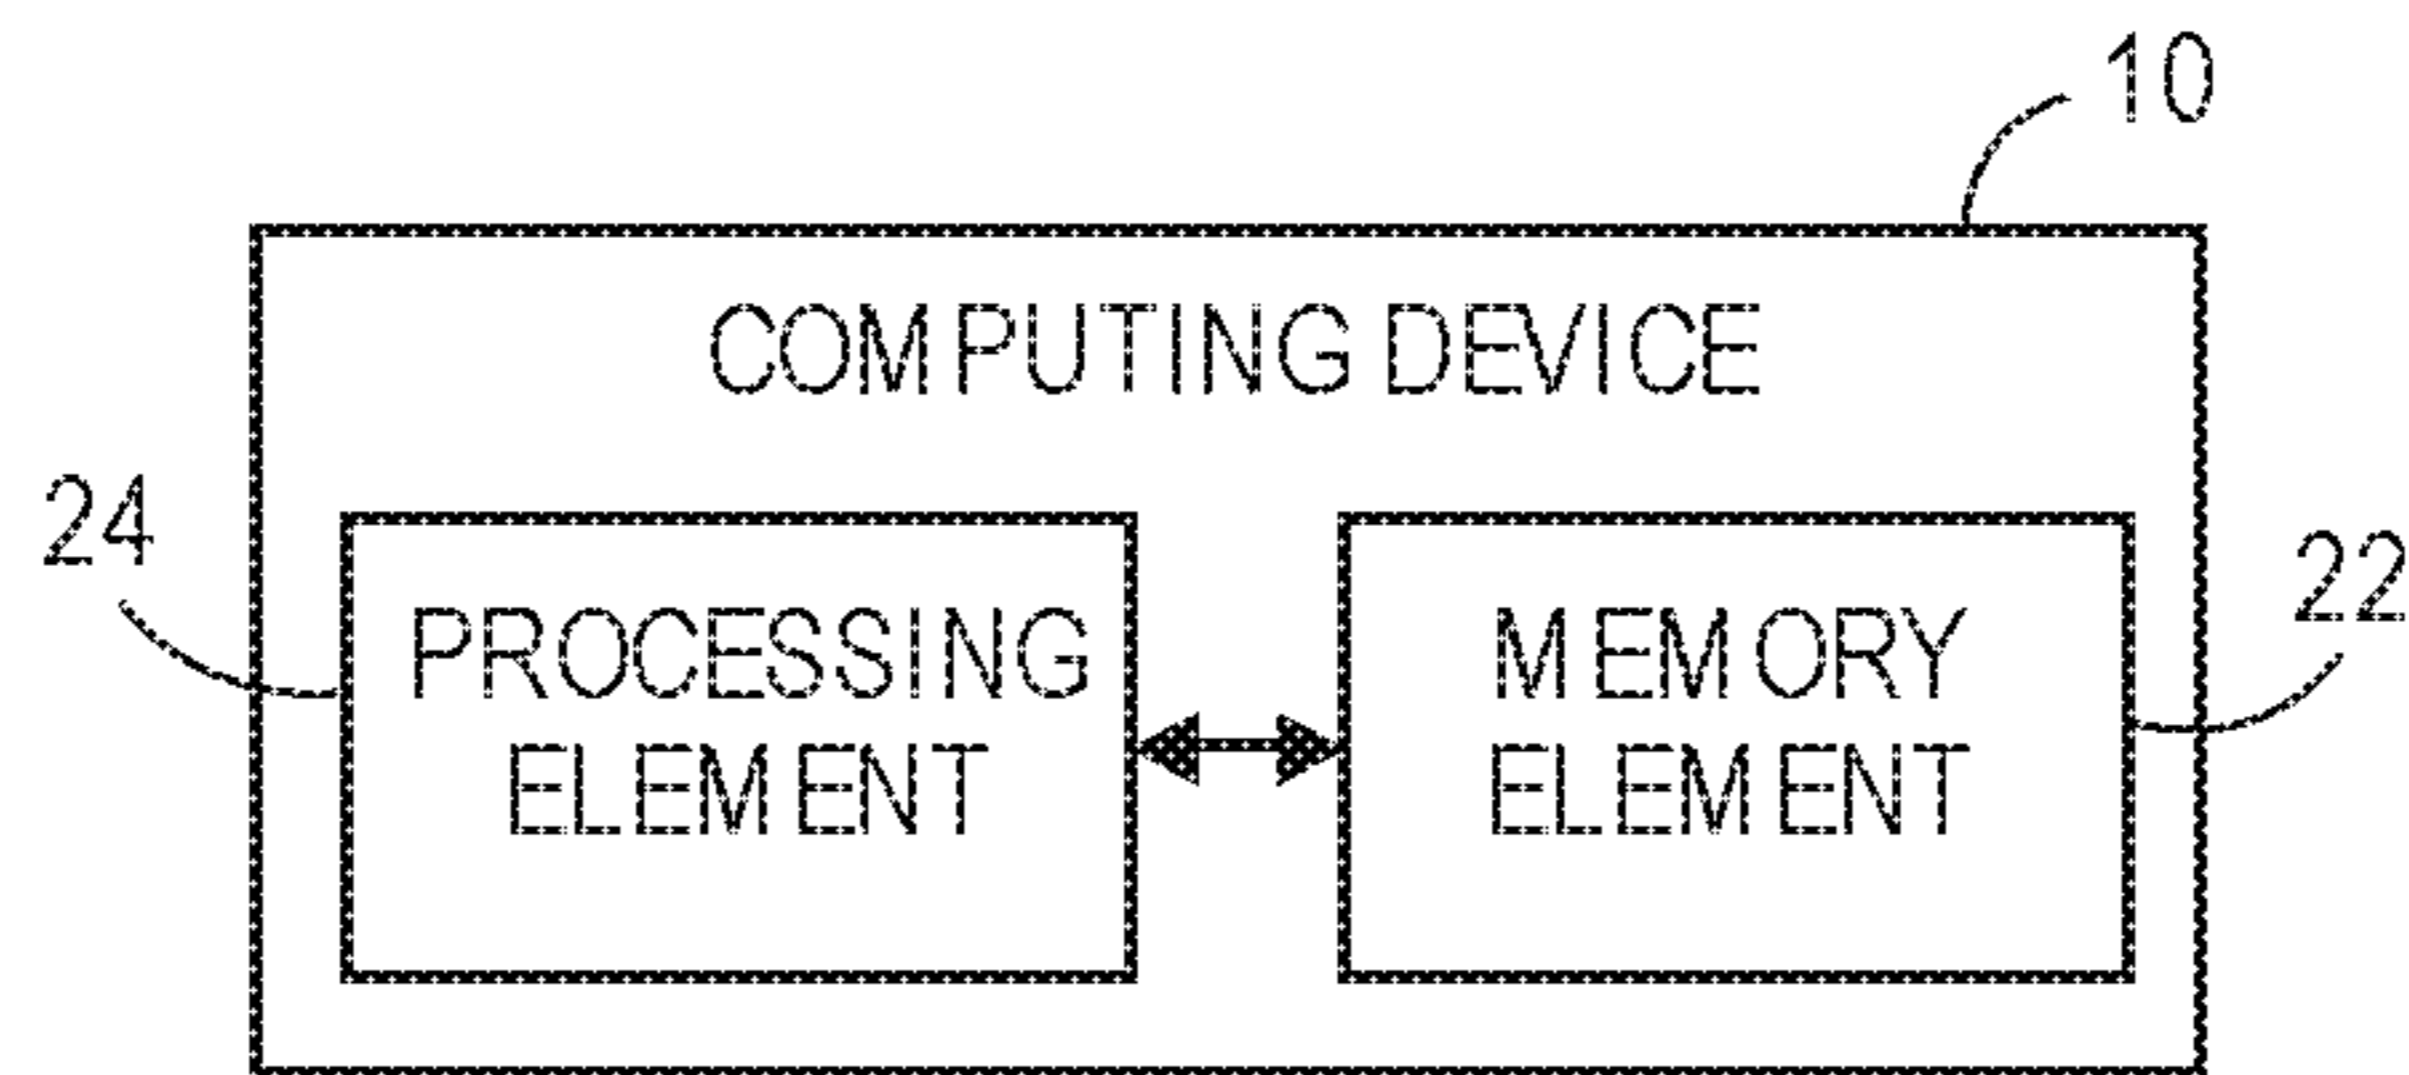 10
COMPUTING DEVICE
24
PROCESSING
ELEMENT
MEMORY
ELEMENT
22